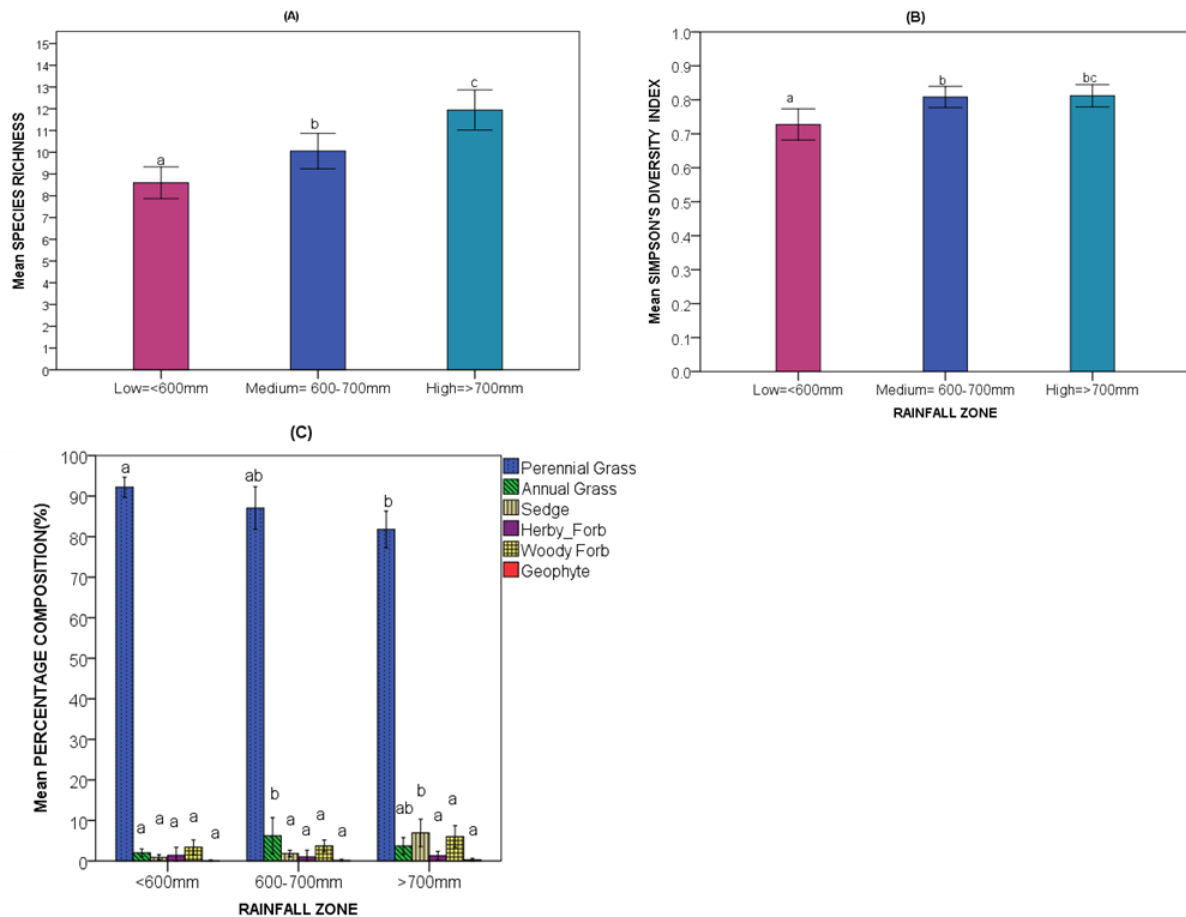 (A)
Mean SPECIES RICHNESS
15
14
13
12
11
10
9
8
7
6
5
4
3
2
1
0
a
b
c
Low=<600mm
Medium= 600-700mm
High=>700mm
(B)
Mean SIMPSON'S DIVERSITY INDEX
1.0
0.9
0.8
0.7
0.6
0.5
0.4
0.3
0.2
0.1
0.0
a
b
bc
Low=<600mm
Medium= 600-700mm
High=>700mm
RAINFALL ZONE
(C)
Mean PERCENTAGE COMPOSITION(%)
100
90
80
70
60
50
40
30
20
10
0
a
a
a
a
a
a
ab
b
a
a
a
a
b
ab
b
a
a
a
<600mm
600-700mm
>700mm
RAINFALL ZONE
Perennial Grass
Annual Grass
Sedge
Herby_Forb
Woody Forb
Geophyte